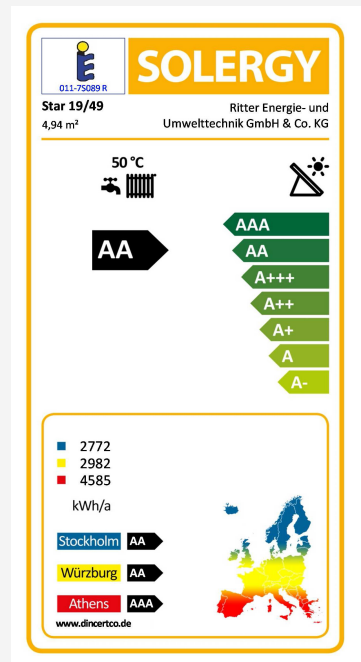 011-7S089 R
SOLERGY
Star 19/49
Ritter Energie- und
4,94 m²
Umwelttechnik GmbH & Co. KG
50 °C
AA
AAA
AA
A+++
A++
A+
A
A-
2772
2982
4585
kWh/a
Stockholm AA
Würzburg AA
Athens AAA
www.dincertco.de